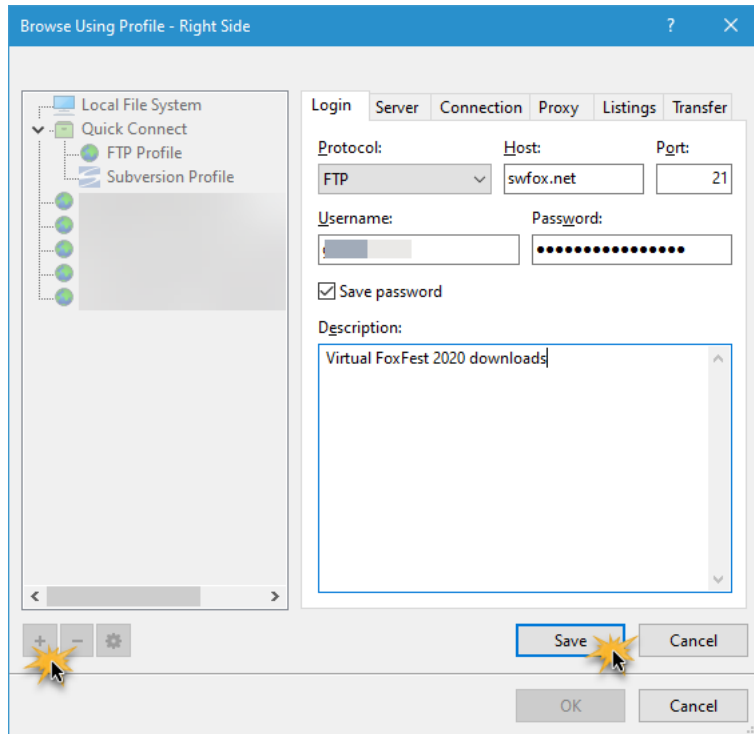 Browse Using Profile - Right Side
Local File System
Quick Connect
FTP Profile
Subversion Profile
Login Server Connection Proxy Listings Transfer
Protocol: Host: Port:
FTP swfox.net 21
Username: Password:
••••••••••••••••
Save password
Description:
Virtual FoxFest 2020 downloads
Save Cancel
OK Cancel